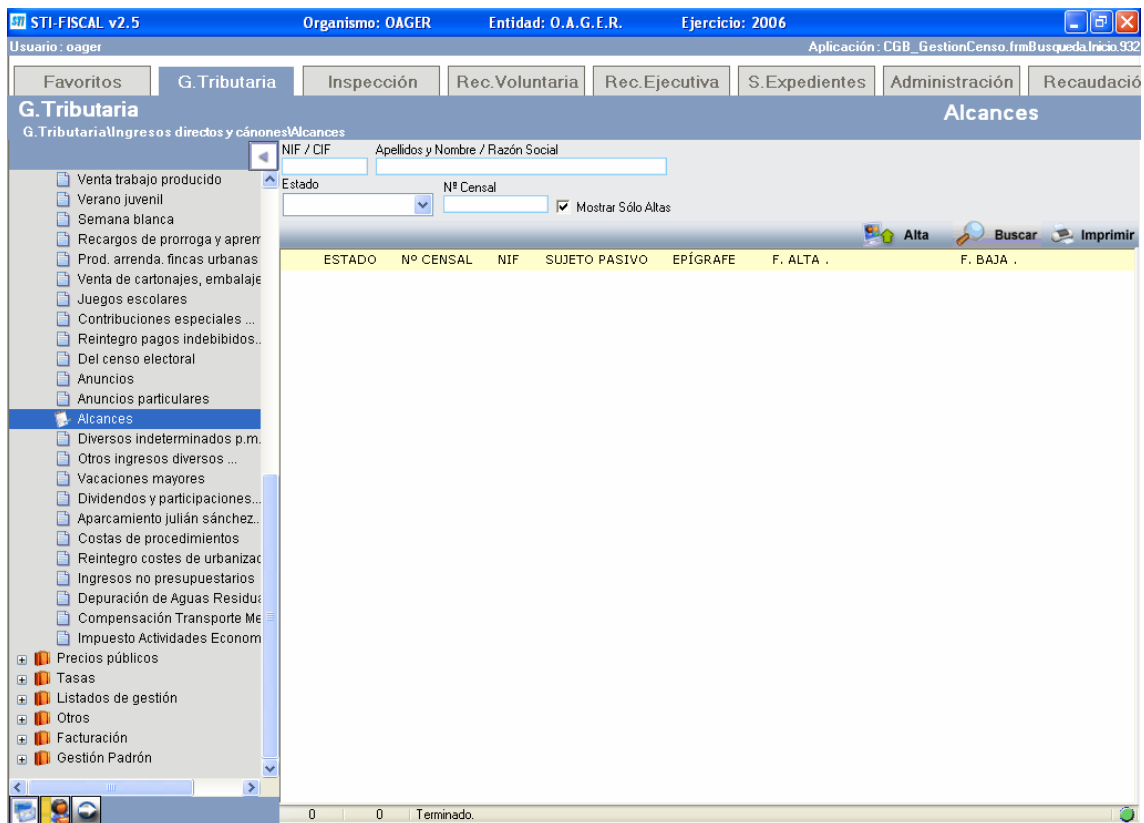 STI STI-FISCAL v2.5 Organismo: OAGER Entidad: O.A.G.E.R. Ejercicio: 2006
Usuario : oager Aplicación : CGB_GestionCenso.frmBusqueda.Inicio.932
Favoritos G.Tributaria Inspección Rec.Voluntaria Rec.Ejecutiva S.Expedientes Administración Recaudació
G.Tributaria Alcances
G.Tributaria\Ingresos directos y cánones\Alcances
NIF / CIF Apellidos y Nombre / Razón Social
Estado Nº Censal
Mostrar Sólo Altas
Alta Buscar Imprimir
ESTADO Nº CENSAL NIF SUJETO PASIVO EPÍGRAFE F. ALTA . F. BAJA .
Venta trabajo producido
Verano juvenil
Semana blanca
Recargos de prorroga y aprem
Prod. arrenda. fincas urbanas
Venta de cartonajes, embalaje
Juegos escolares
Contribuciones especiales ...
Reintegro pagos indebibidos..
Del censo electoral
Anuncios
Anuncios particulares
Alcances
Diversos indeterminados p.m.
Otros ingresos diversos ...
Vacaciones mayores
Dividendos y participaciones...
Aparcamiento julián sánchez..
Costas de procedimientos
Reintegro costes de urbanizac
Ingresos no presupuestarios
Depuración de Aguas Residua
Compensación Transporte Me
Impuesto Actividades Econom
Precios públicos
Tasas
Listados de gestión
Otros
Facturación
Gestión Padrón
0 0 Terminado.